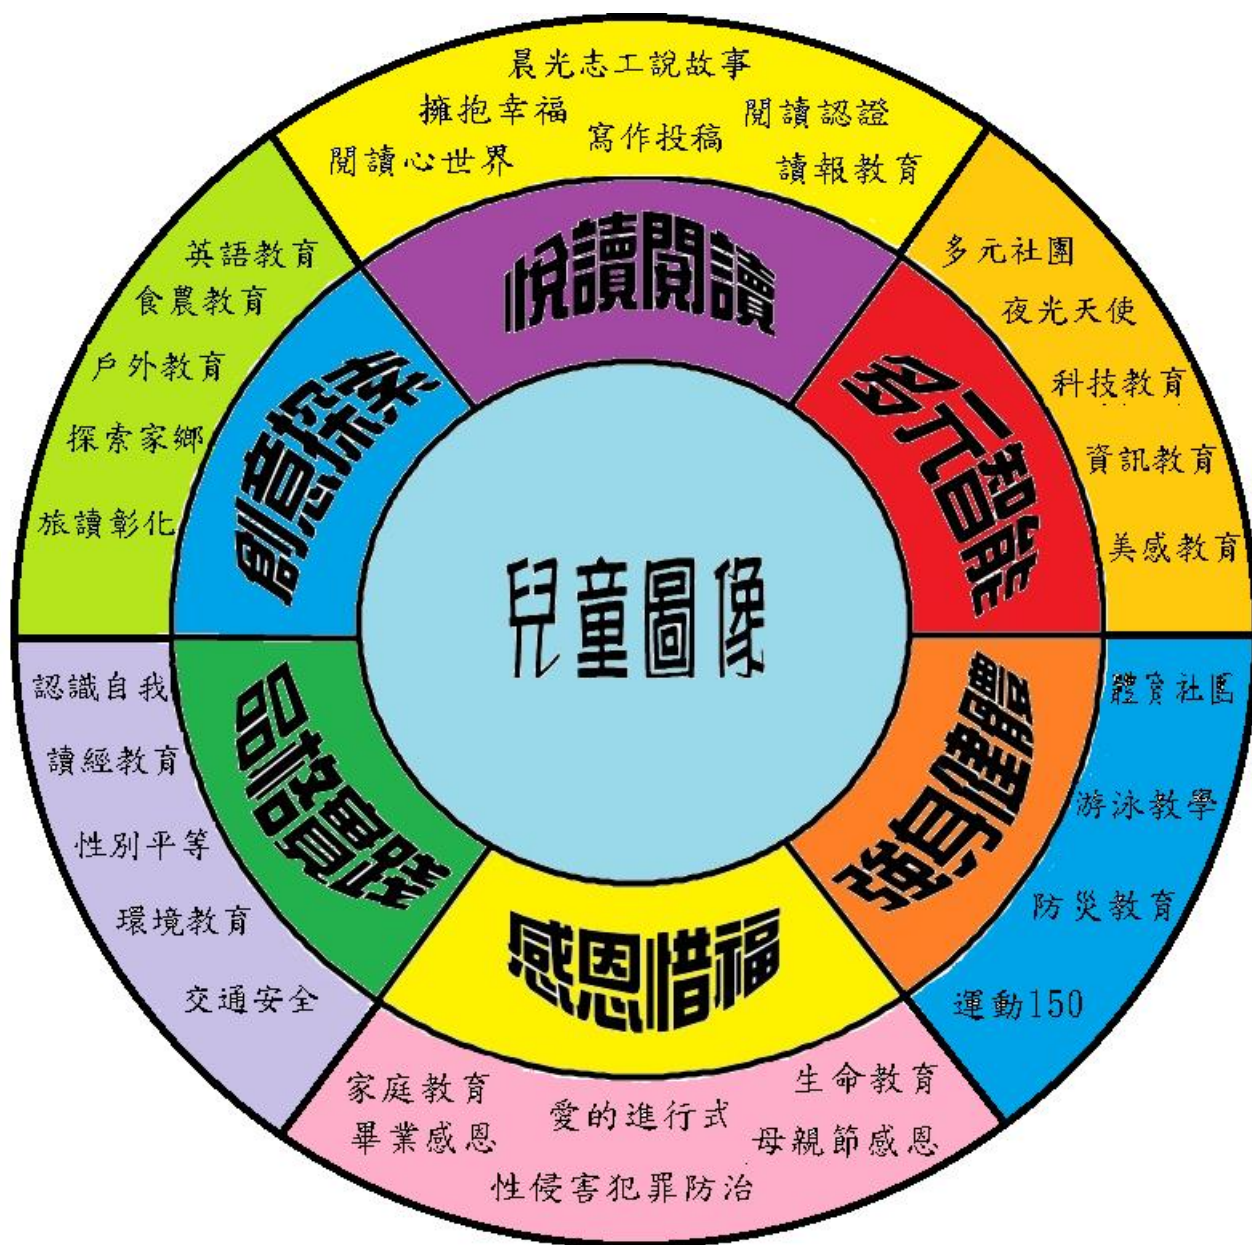 晨光志工說故事
擁抱幸福
寫作投稿
閱讀認證
閱讀心世界
讀報教育
悅讀閱讀
多元社團
夜光天使
科技教育
資訊教育
美感教育
多元智能
體育社團
游泳教學
防災教育
運動150
強身健體
生命教育
家庭教育
愛的進行式
畢業感恩
母親節感恩
性侵害犯罪防治
感恩惜福
認識自我
讀經教育
性別平等
環境教育
交通安全
品格實踐
英語教育
食農教育
戶外教育
探索家鄉
旅讀彰化
創意探索
兒童圖像